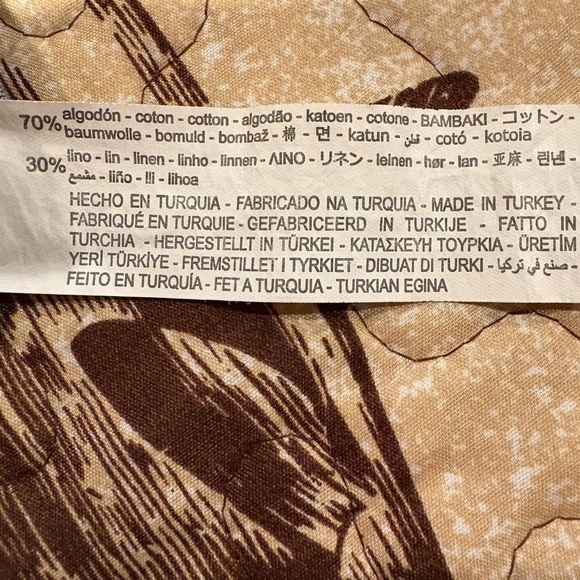 70% algodón - coton - cotton - algodão - katoen - cotone - BAMBAKI - コットン -
baumwolle - bomuld - bombaž - 棉 - 면 - katun - قطن - cotó - kotoia
30% lino - lin - linen - linho - linnen - ΛΙΝΟ - リネン - leinen - hør - lan - 亚麻 - 린넨 -
مشمع - liño - lli - lihoa
HECHO EN TURQUIA - FABRICADO NA TURQUIA - MADE IN TURKEY -
FABRIQUÉ EN TURQUIE - GEFABRICEERD IN TURKIJE - FATTO IN
TURCHIA - HERGESTELLT IN TÜRKEI - ΚΑΤΑΣΚΕΥΗ ΤΟΥΡΚΙΑ - ÜRETİM
YERİ TÜRKİYE - FREMSTILLET I TYRKIET - DIBUAT DI TURKI - صنع في تركيا -
FEITO EN TURQUÍA - FET A TURQUIA - TURKIAN EGINA